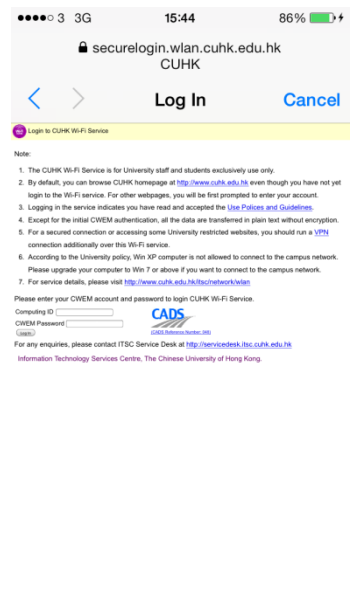 3 3G 15:44 86%
securelogin.wlan.cuhk.edu.hk
CUHK
Log In Cancel
Login to CUHK Wi-Fi Service
Note:
1. The CUHK Wi-Fi Service is for University staff and students exclusively use only.
2. By default, you can browse CUHK homepage at http://www.cuhk.edu.hk even though you have not yet
login to the Wi-Fi service. For other webpages, you will be first prompted to enter your account.
3. Logging in the service indicates you have read and accepted the Use Polices and Guidelines.
4. Except for the initial CWEM authentication, all the data are transferred in plain text without encryption.
5. For a secured connection or accessing some University restricted websites, you should run a VPN
connection additionally over this Wi-Fi service.
6. According to the University policy, Win XP computer is not allowed to connect to the campus network.
Please upgrade your computer to Win 7 or above if you want to connect to the campus network.
7. For service details, please visit http://www.cuhk.edu.hk/itsc/network/wlan
Please enter your CWEM account and password to login CUHK Wi-Fi Service.
Computing ID
CWEM Password
Login
CADS
(CADS Reference Number: 346)
For any enquiries, please contact ITSC Service Desk at http://servicedesk.itsc.cuhk.edu.hk
Information Technology Services Centre, The Chinese University of Hong Kong.